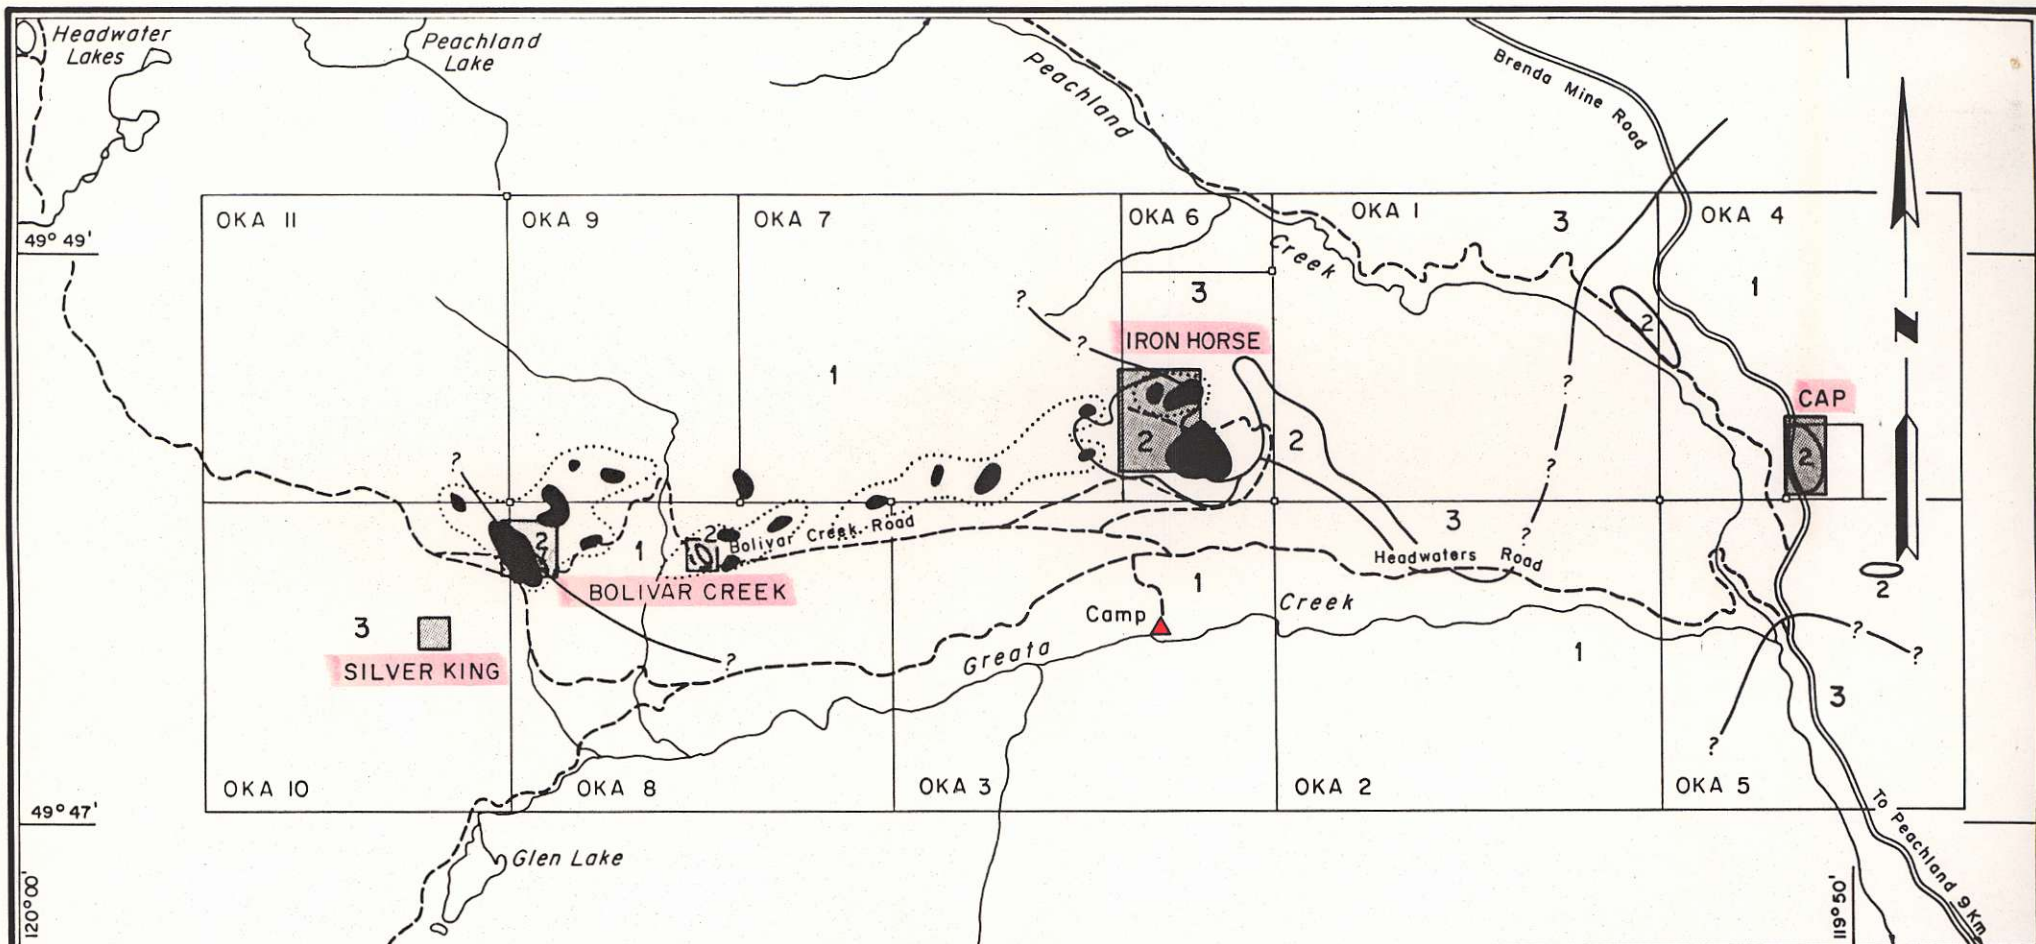 Headwater
Lakes
Peachland
Lake
Peachland
Creek
Brenda Mine Road
49° 49'
OKA 11
OKA 9
OKA 7
OKA 6
OKA 1
3
OKA 4
1
3
?
?
IRON HORSE
2
N
1
?
CAP
2
2
2
?
?
2
2
Bolivar Creek Road
1
3
?
Headwaters Road
BOLIVAR CREEK
1
2
3
Camp
Creek
?
SILVER KING
Greata
1
?
?
3
?
OKA 10
OKA 8
OKA 3
OKA 2
OKA 5
49° 47'
To Peachland 9 Km.
Glen Lake
120° 00'
119° 50'